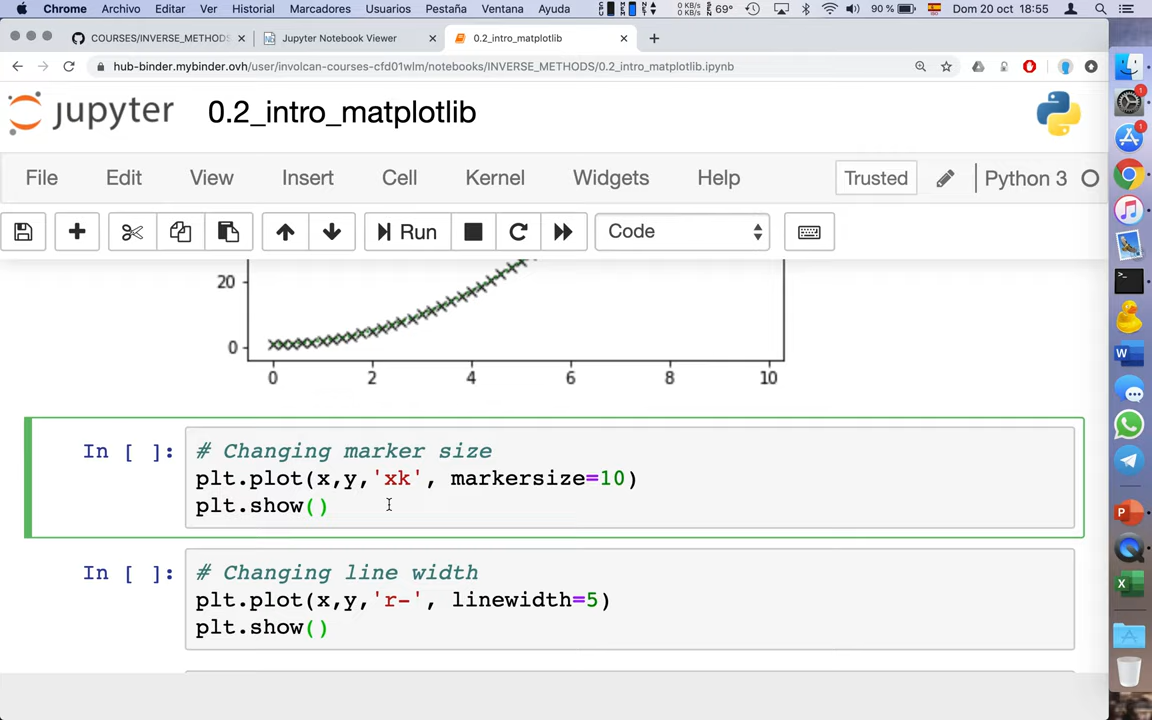 Chrome Archivo Editar Ver Historial Marcadores Usuarios Pestaña Ventana Ayuda 0 KB/s 0 KB/s 69° 90 % Dom 20 oct 18:55
COURSES/INVERSE_METHODS Jupyter Notebook Viewer 0.2_intro_matplotlib
hub-binder.mybinder.ovh/user/involcan-courses-cfd01wlm/notebooks/INVERSE_METHODS/0.2_intro_matplotlib.ipynb
jupyter 0.2_intro_matplotlib
File Edit View Insert Cell Kernel Widgets Help Trusted Python 3
Run Code
20
0
0 2 4 6 8 10
In [ ]: # Changing marker size
plt.plot(x,y,'xk', markersize=10)
plt.show()
In [ ]: # Changing line width
plt.plot(x,y,'r-', linewidth=5)
plt.show()